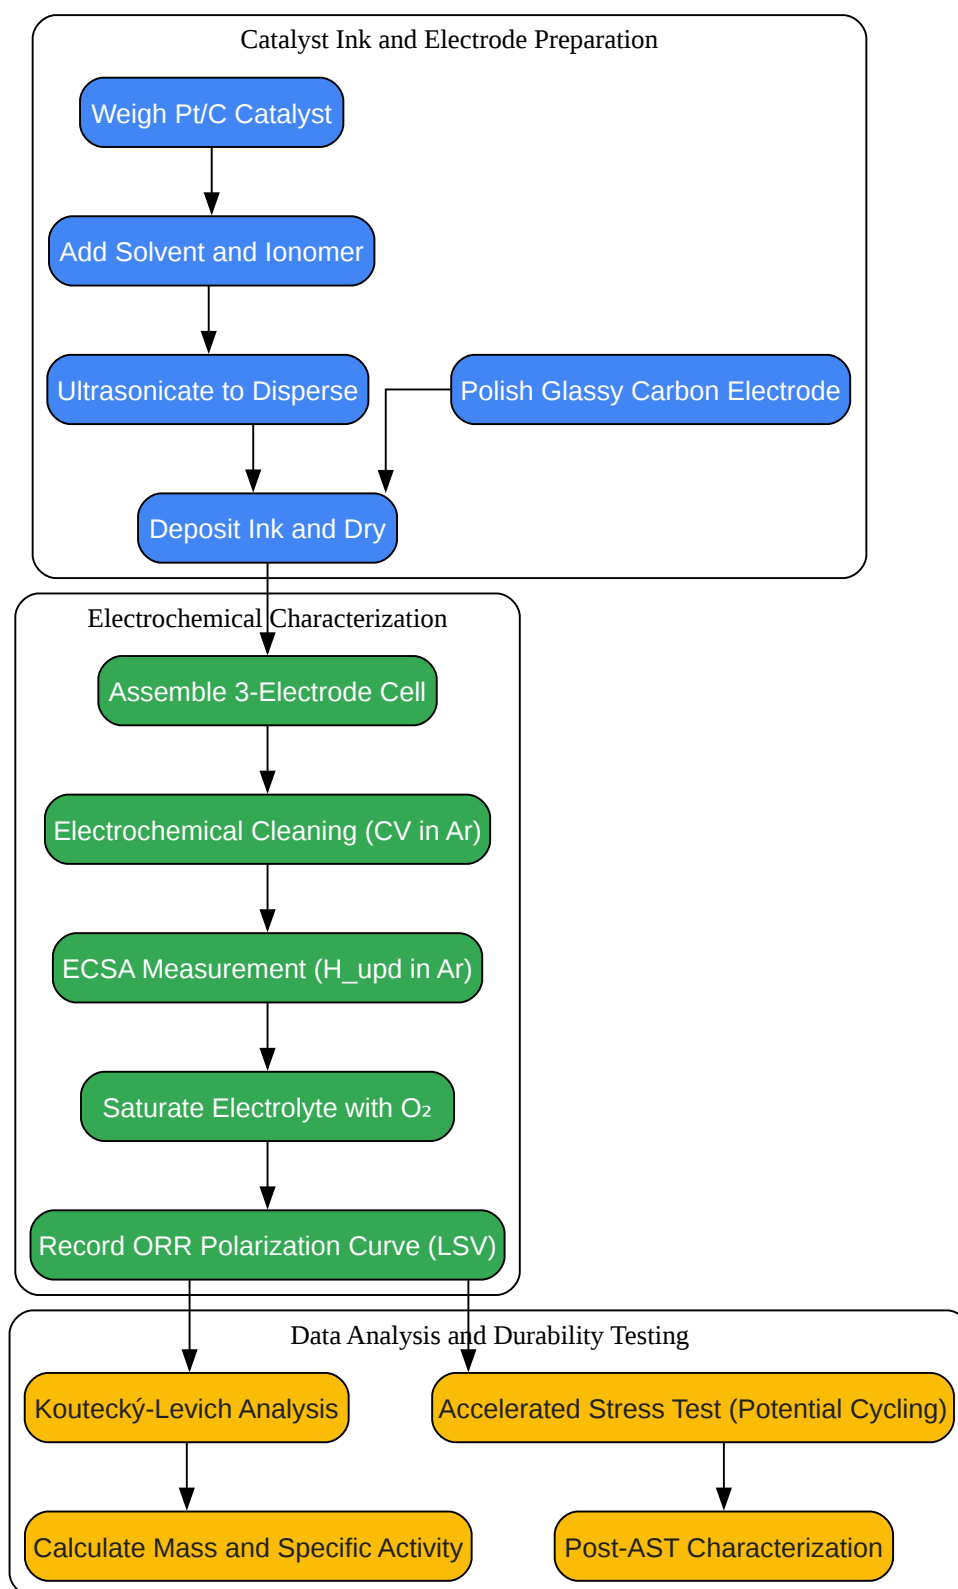 Catalyst Ink and Electrode Preparation
Weigh Pt/C Catalyst
Add Solvent and Ionomer
Ultrasonicate to Disperse
Polish Glassy Carbon Electrode
Deposit Ink and Dry
Electrochemical Characterization
Assemble 3-Electrode Cell
Electrochemical Cleaning (CV in Ar)
ECSA Measurement (H_upd in Ar)
Saturate Electrolyte with O₂
Record ORR Polarization Curve (LSV)
Data Analysis and Durability Testing
Koutecký-Levich Analysis
Accelerated Stress Test (Potential Cycling)
Calculate Mass and Specific Activity
Post-AST Characterization